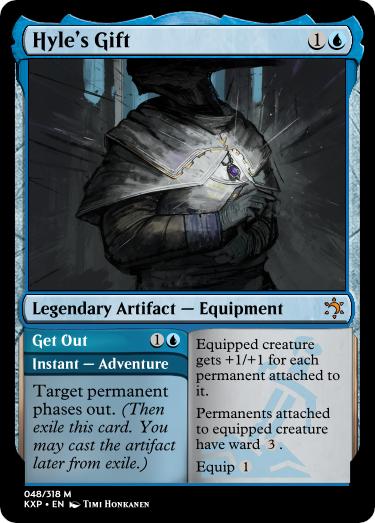 Hyle's Gift 1
Legendary Artifact — Equipment
Get Out 1
Instant — Adventure
Target permanent
phases out. (Then
exile this card. You
may cast the artifact
later from exile.)
Equipped creature
gets +1/+1 for each
permanent attached to
it.
Permanents attached
to equipped creature
have ward 3 .
Equip 1
048/318 M
KXP • EN Timi Honkanen